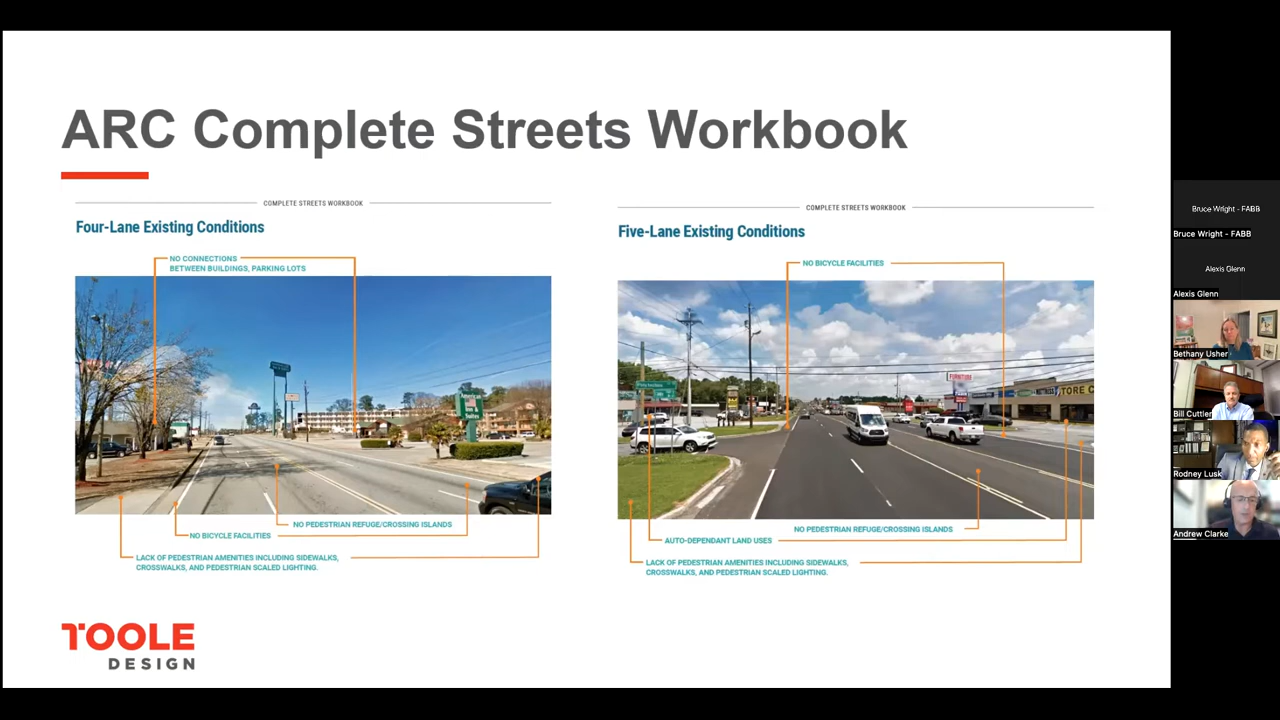 ARC Complete Streets Workbook
COMPLETE STREETS WORKBOOK
Four-Lane Existing Conditions
NO CONNECTIONS
BETWEEN BUILDINGS, PARKING LOTS
Inn &
Suites
NO PEDESTRIAN REFUGE/CROSSING ISLANDS
NO BICYCLE FACILITIES
LACK OF PEDESTRIAN AMENITIES INCLUDING SIDEWALKS,
CROSSWALKS, AND PEDESTRIAN SCALED LIGHTING.
COMPLETE STREETS WORKBOOK
Five-Lane Existing Conditions
NO BICYCLE FACILITIES
FURNITURE
TORE C
NO PEDESTRIAN REFUGE/CROSSING ISLANDS
AUTO-DEPENDANT LAND USES
LACK OF PEDESTRIAN AMENITIES INCLUDING SIDEWALKS,
CROSSWALKS, AND PEDESTRIAN SCALED LIGHTING.
TOOLE
DESIGN
Bruce Wright - FABB
Bruce Wright - FABB
Alexis Glenn
Alexis Glenn
Bethany Usher
Bill Cuttler
Rodney Lusk
Andrew Clarke